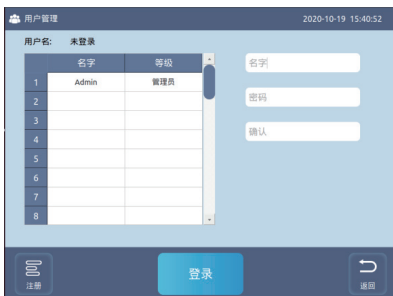 用户管理 2020-10-19 15:40:52
用户名: 未登录
名字 等级
1 Admin 管理员
2
3
4
5
6
7
8
名字
密码
确认
注册
登录
返回